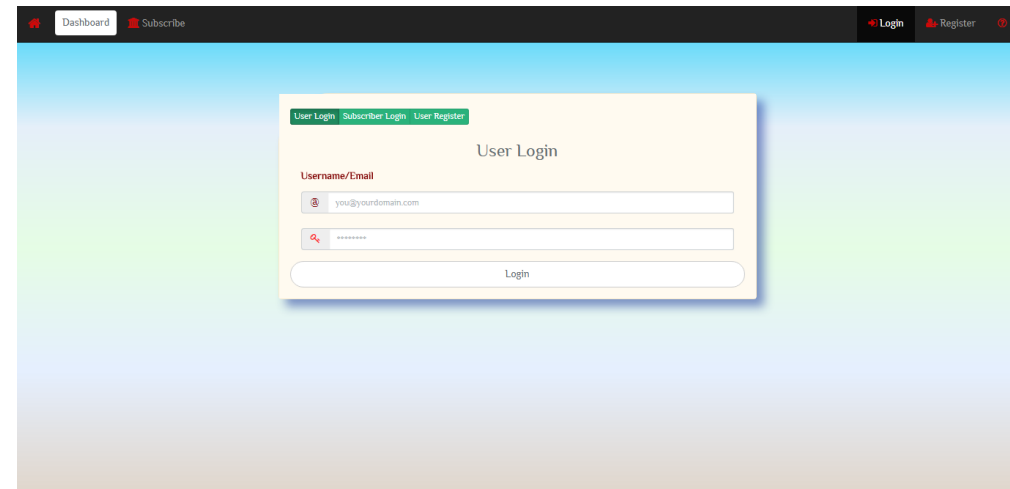 Dashboard Subscribe Login Register
User Login Subscriber Login User Register
User Login
Username/Email
@ you@yourdomain.com
********
Login